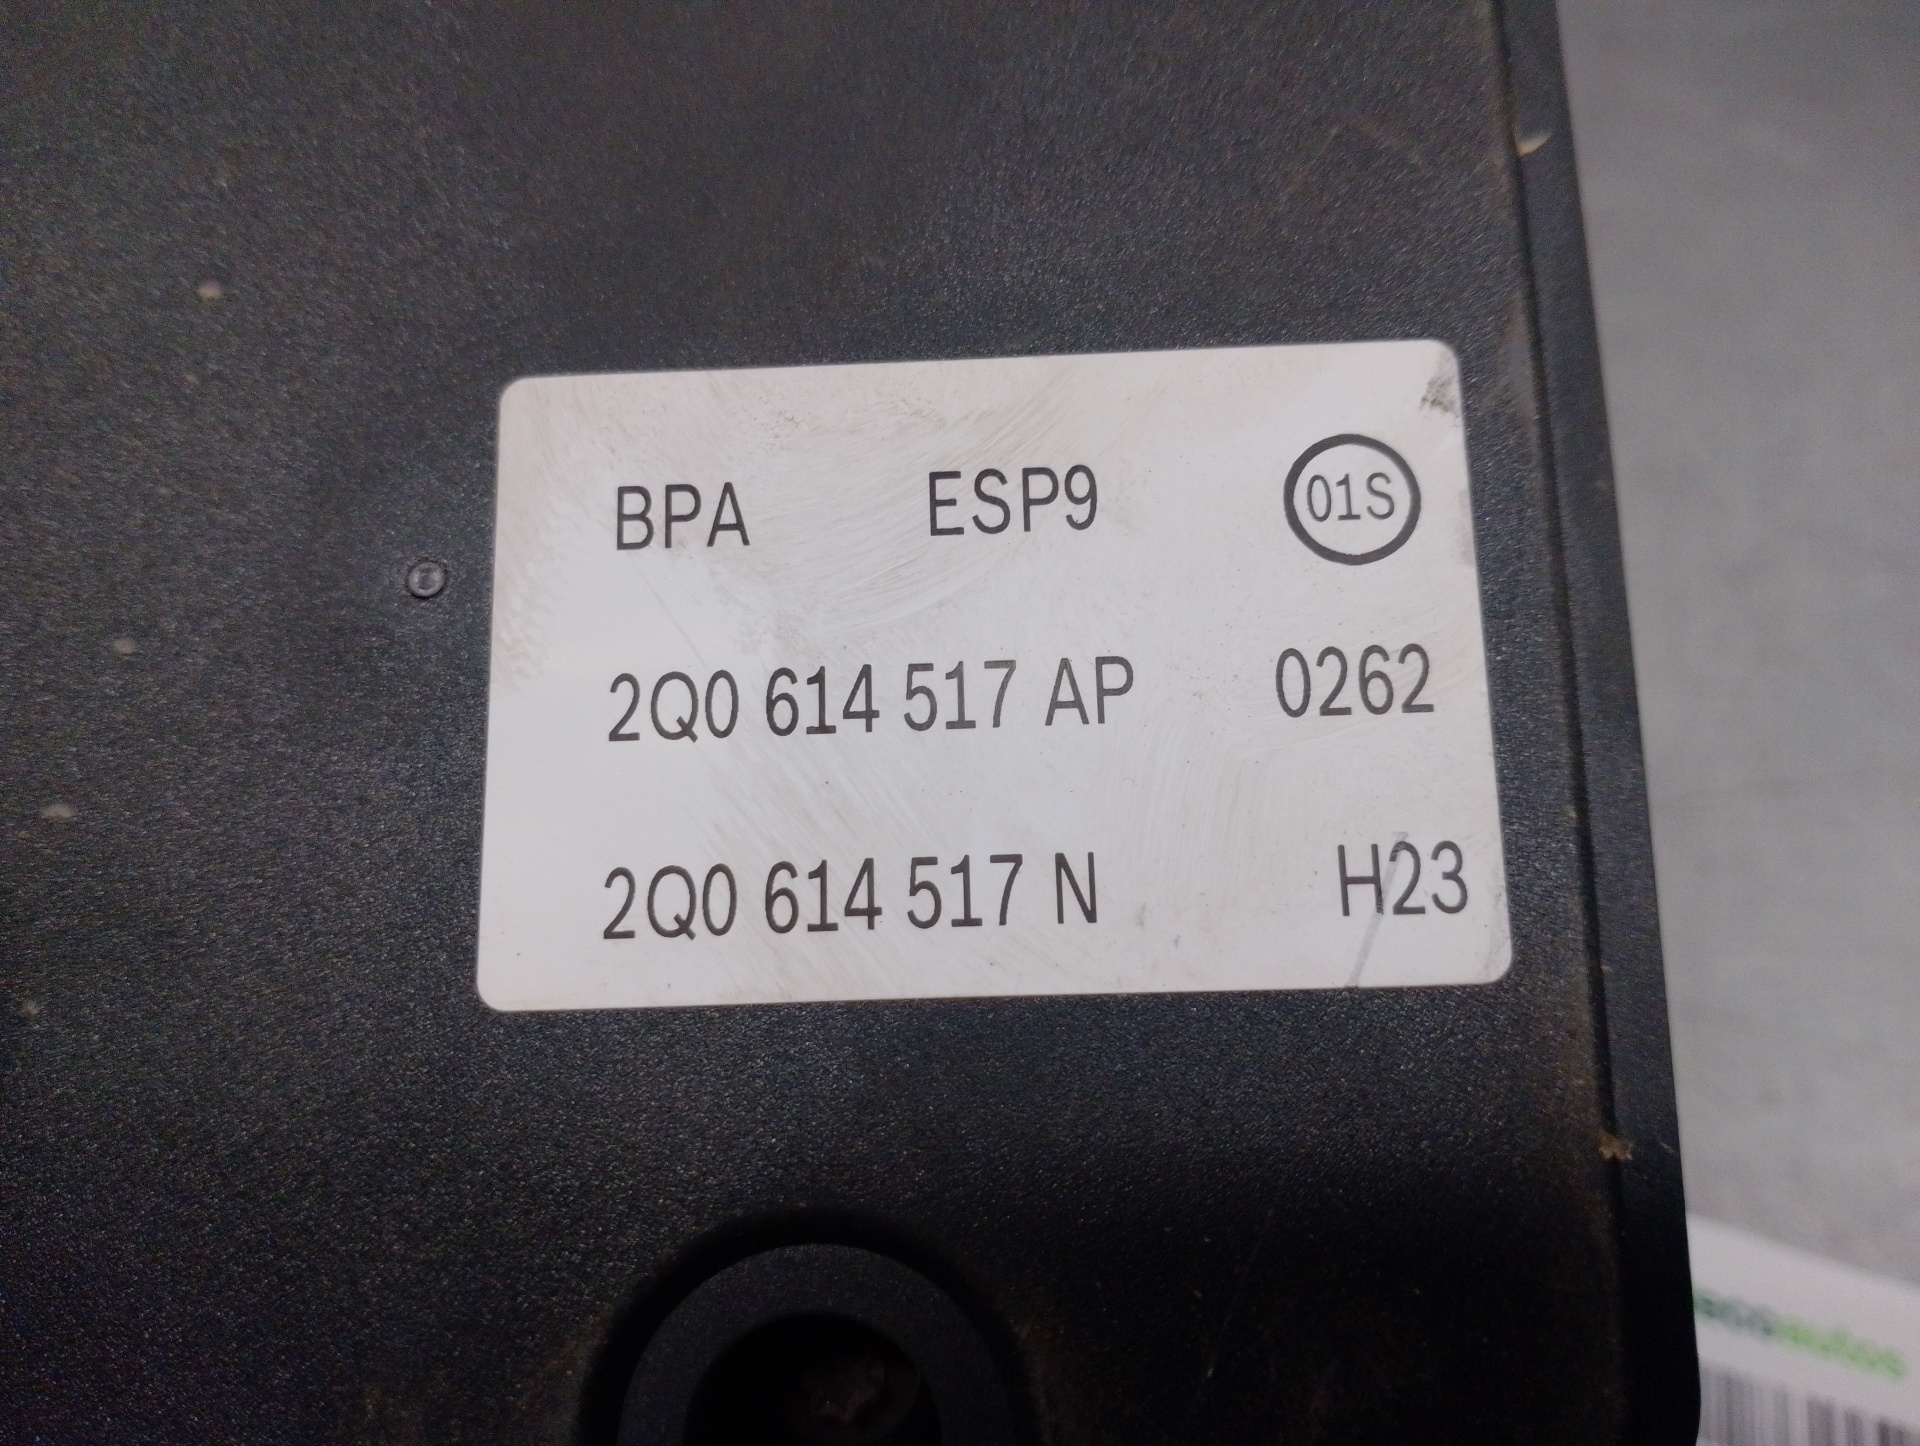 BPA ESP9 01S
2Q0 614 517 AP 0262
2Q0 614 517 N H23